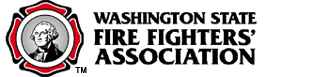 WASHINGTON STATE
FIRE FIGHTERS'
ASSOCIATION
TM